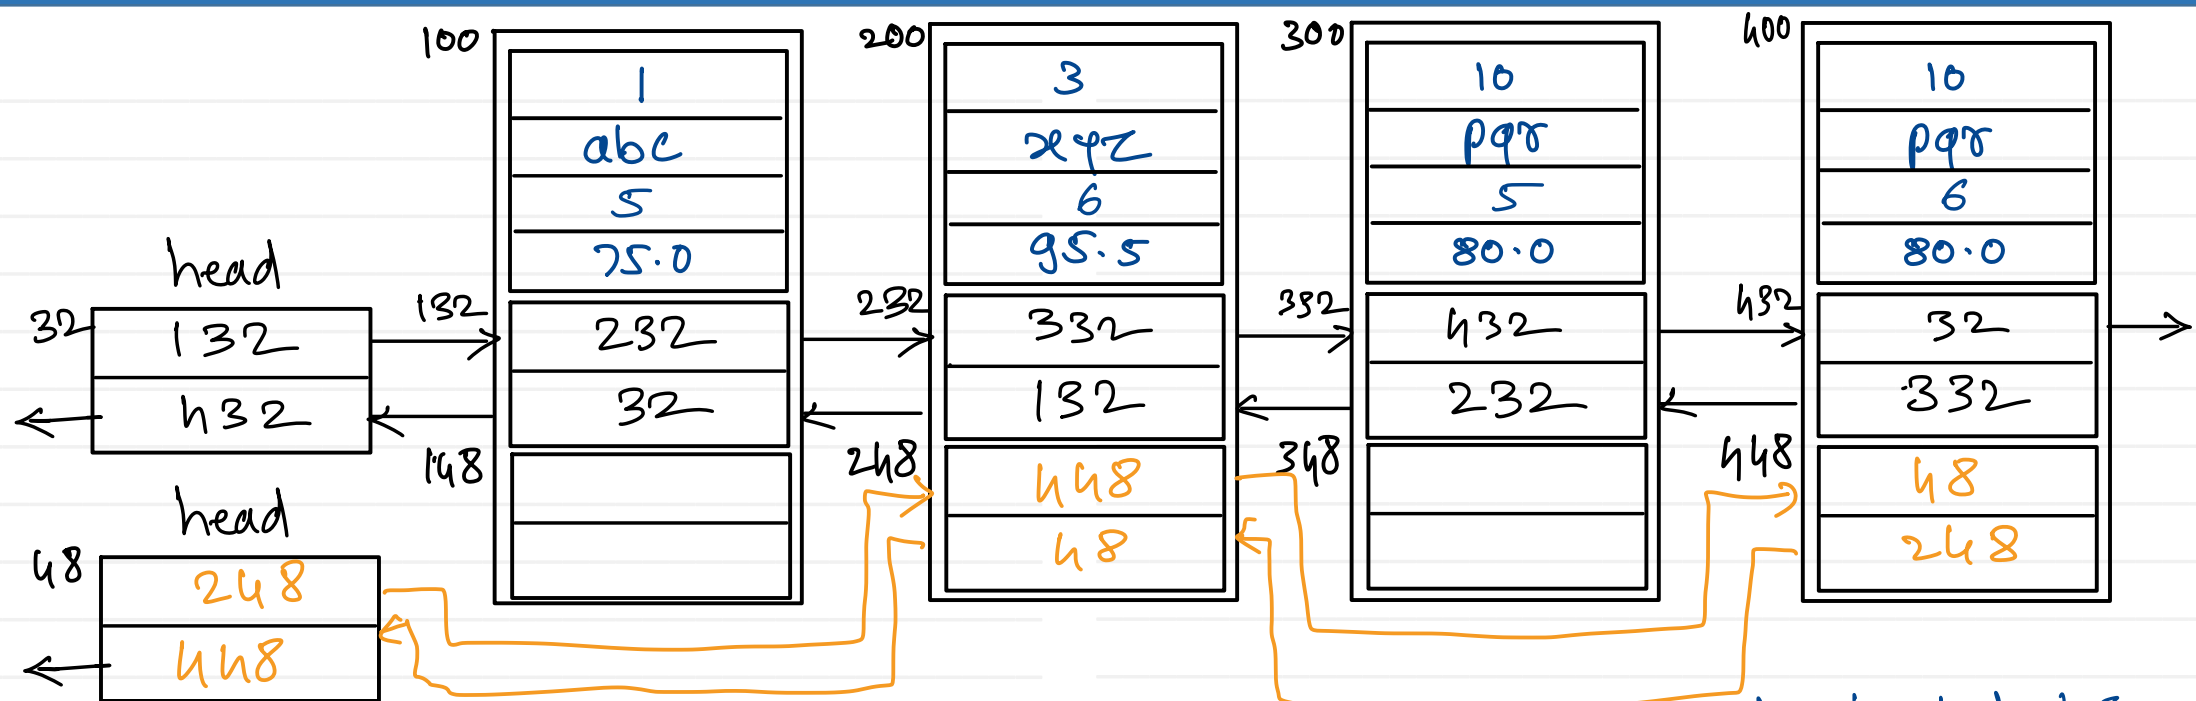 100 200 300 400
1 3 10 10
abc xyz pqr pqr
5 6 5 6
75.0 95.5 80.0 80.0
head
132 232 332 432
32 132 232 332 432 32
432 32 132 232 332
148 248 348 448
head 448 48
48 48 248
248
448